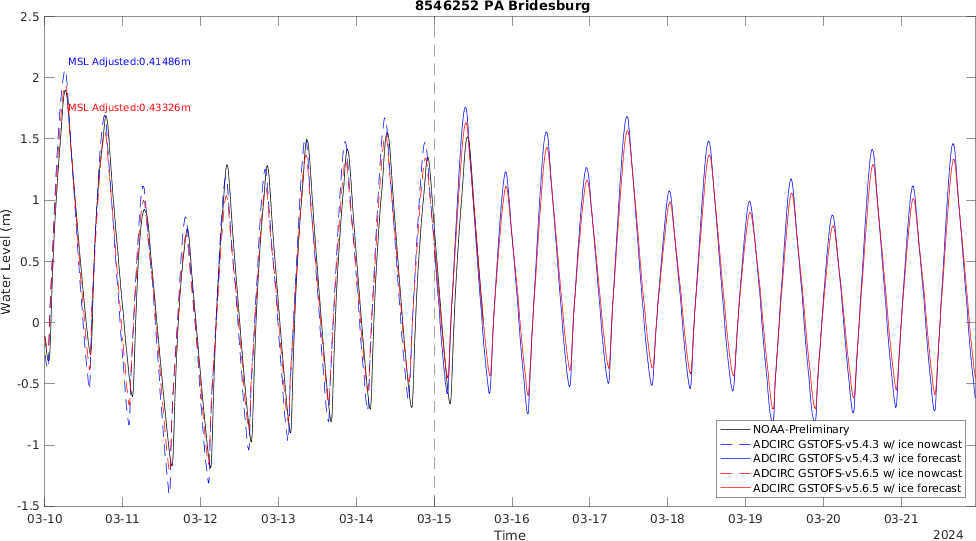 8546252 PA Bridesburg
2.5
2
1.5
1
0.5
0
-0.5
-1
-1.5
Water Level (m)
MSL Adjusted:0.41486m
MSL Adjusted:0.43326m
NOAA-Preliminary
ADCIRC GSTOFS-v5.4.3 w/ ice nowcast
ADCIRC GSTOFS-v5.4.3 w/ ice forecast
ADCIRC GSTOFS-v5.6.5 w/ ice nowcast
ADCIRC GSTOFS-v5.6.5 w/ ice forecast
03-10 03-11 03-12 03-13 03-14 03-15 03-16 03-17 03-18 03-19 03-20 03-21
Time
2024